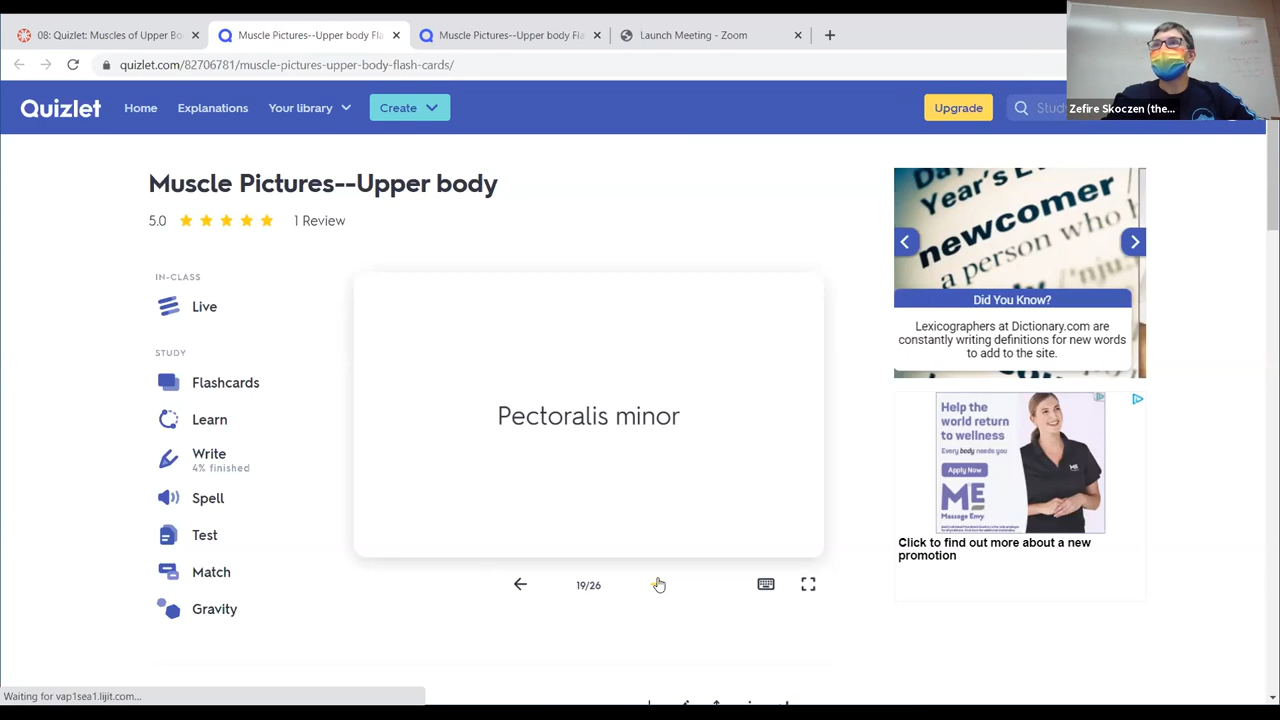 08: Quizlet: Muscles of Upper Bo
Muscle Pictures--Upper body Fla
Muscle Pictures--Upper body Fla
Launch Meeting - Zoom
quizlet.com/82706781/muscle-pictures-upper-body-flash-cards/
Zefire Skoczen (the...
Quizlet
Home
Explanations
Your library
Create
Upgrade
Stud
Muscle Pictures--Upper body
5.0
1 Review
IN-CLASS
Live
STUDY
Flashcards
Learn
Write
4% finished
Spell
Test
Match
Gravity
Pectoralis minor
19/26
Year's
newcomer
a person who
Did You Know?
Lexicographers at Dictionary.com are
constantly writing definitions for new words
to add to the site.
Help the
world return
to wellness
Every body needs you
Apply Now
ME
Massage Envy
Click to find out more about a new
promotion
Waiting for vap1sea1.lijit.com...